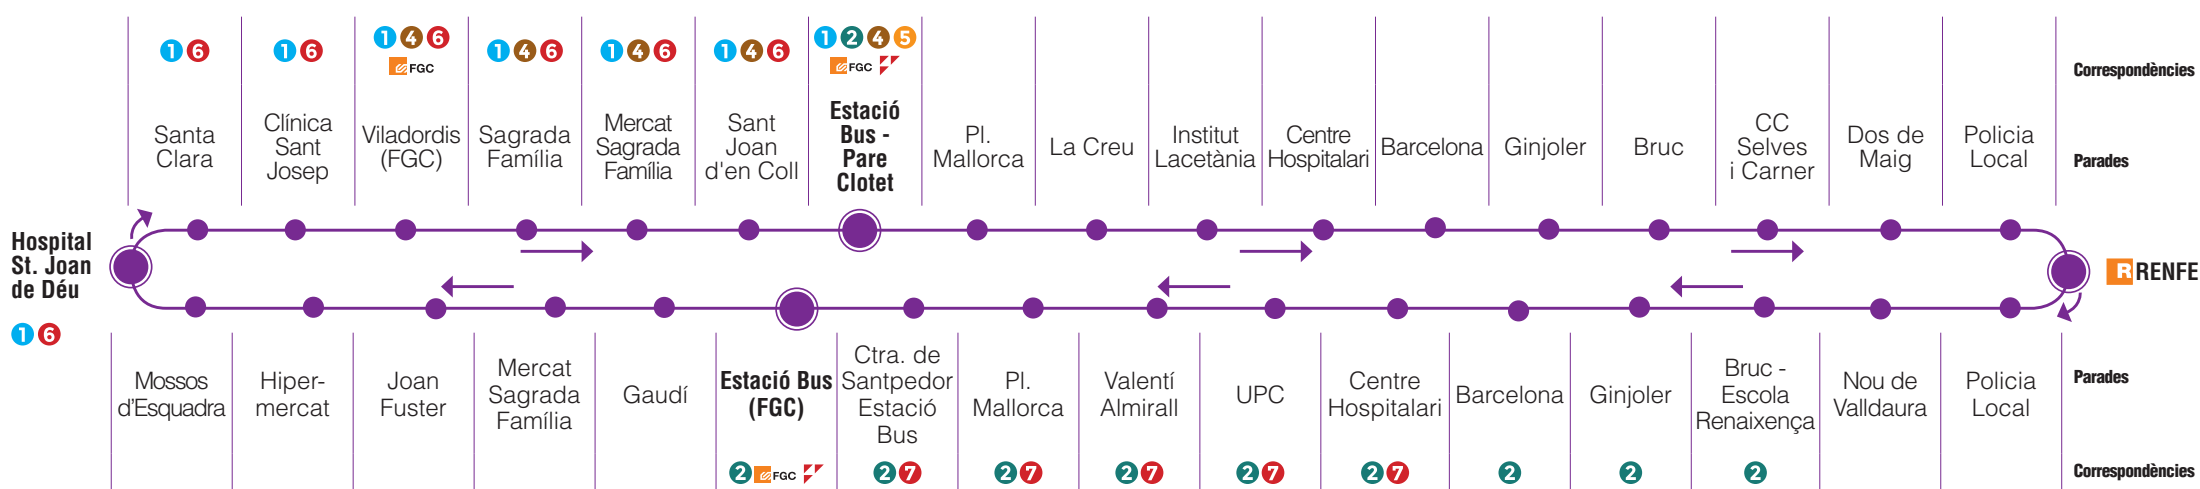 1 6
1 6
1 4 6
FGC
1 4 6
1 4 6
1 4 6
1 2 4 5
FGC
Correspondències
Santa
Clara
Clínica
Sant
Josep
Viladordis
(FGC)
Sagrada
Família
Mercat
Sagrada
Família
Sant
Joan
d'en Coll
Estació
Bus -
Pare
Clotet
Pl.
Mallorca
La Creu
Institut
Lacetània
Centre
Hospitalari
Barcelona
Ginjoler
Bruc
CC
Selves
i Carner
Dos de
Maig
Policia
Local
Parades
Hospital
St. Joan
de Déu
1 6
R RENFE
Mossos
d'Esquadra
Hiper-
mercat
Joan
Fuster
Mercat
Sagrada
Família
Gaudí
Estació Bus
(FGC)
Ctra. de
Santpedor
Estació
Bus
Pl.
Mallorca
Valentí
Almirall
UPC
Centre
Hospitalari
Barcelona
Ginjoler
Bruc -
Escola
Renaixença
Nou de
Valldaura
Policia
Local
Parades
2 FGC
2 7
2 7
2 7
2 7
2 7
2
2
2
Correspondències